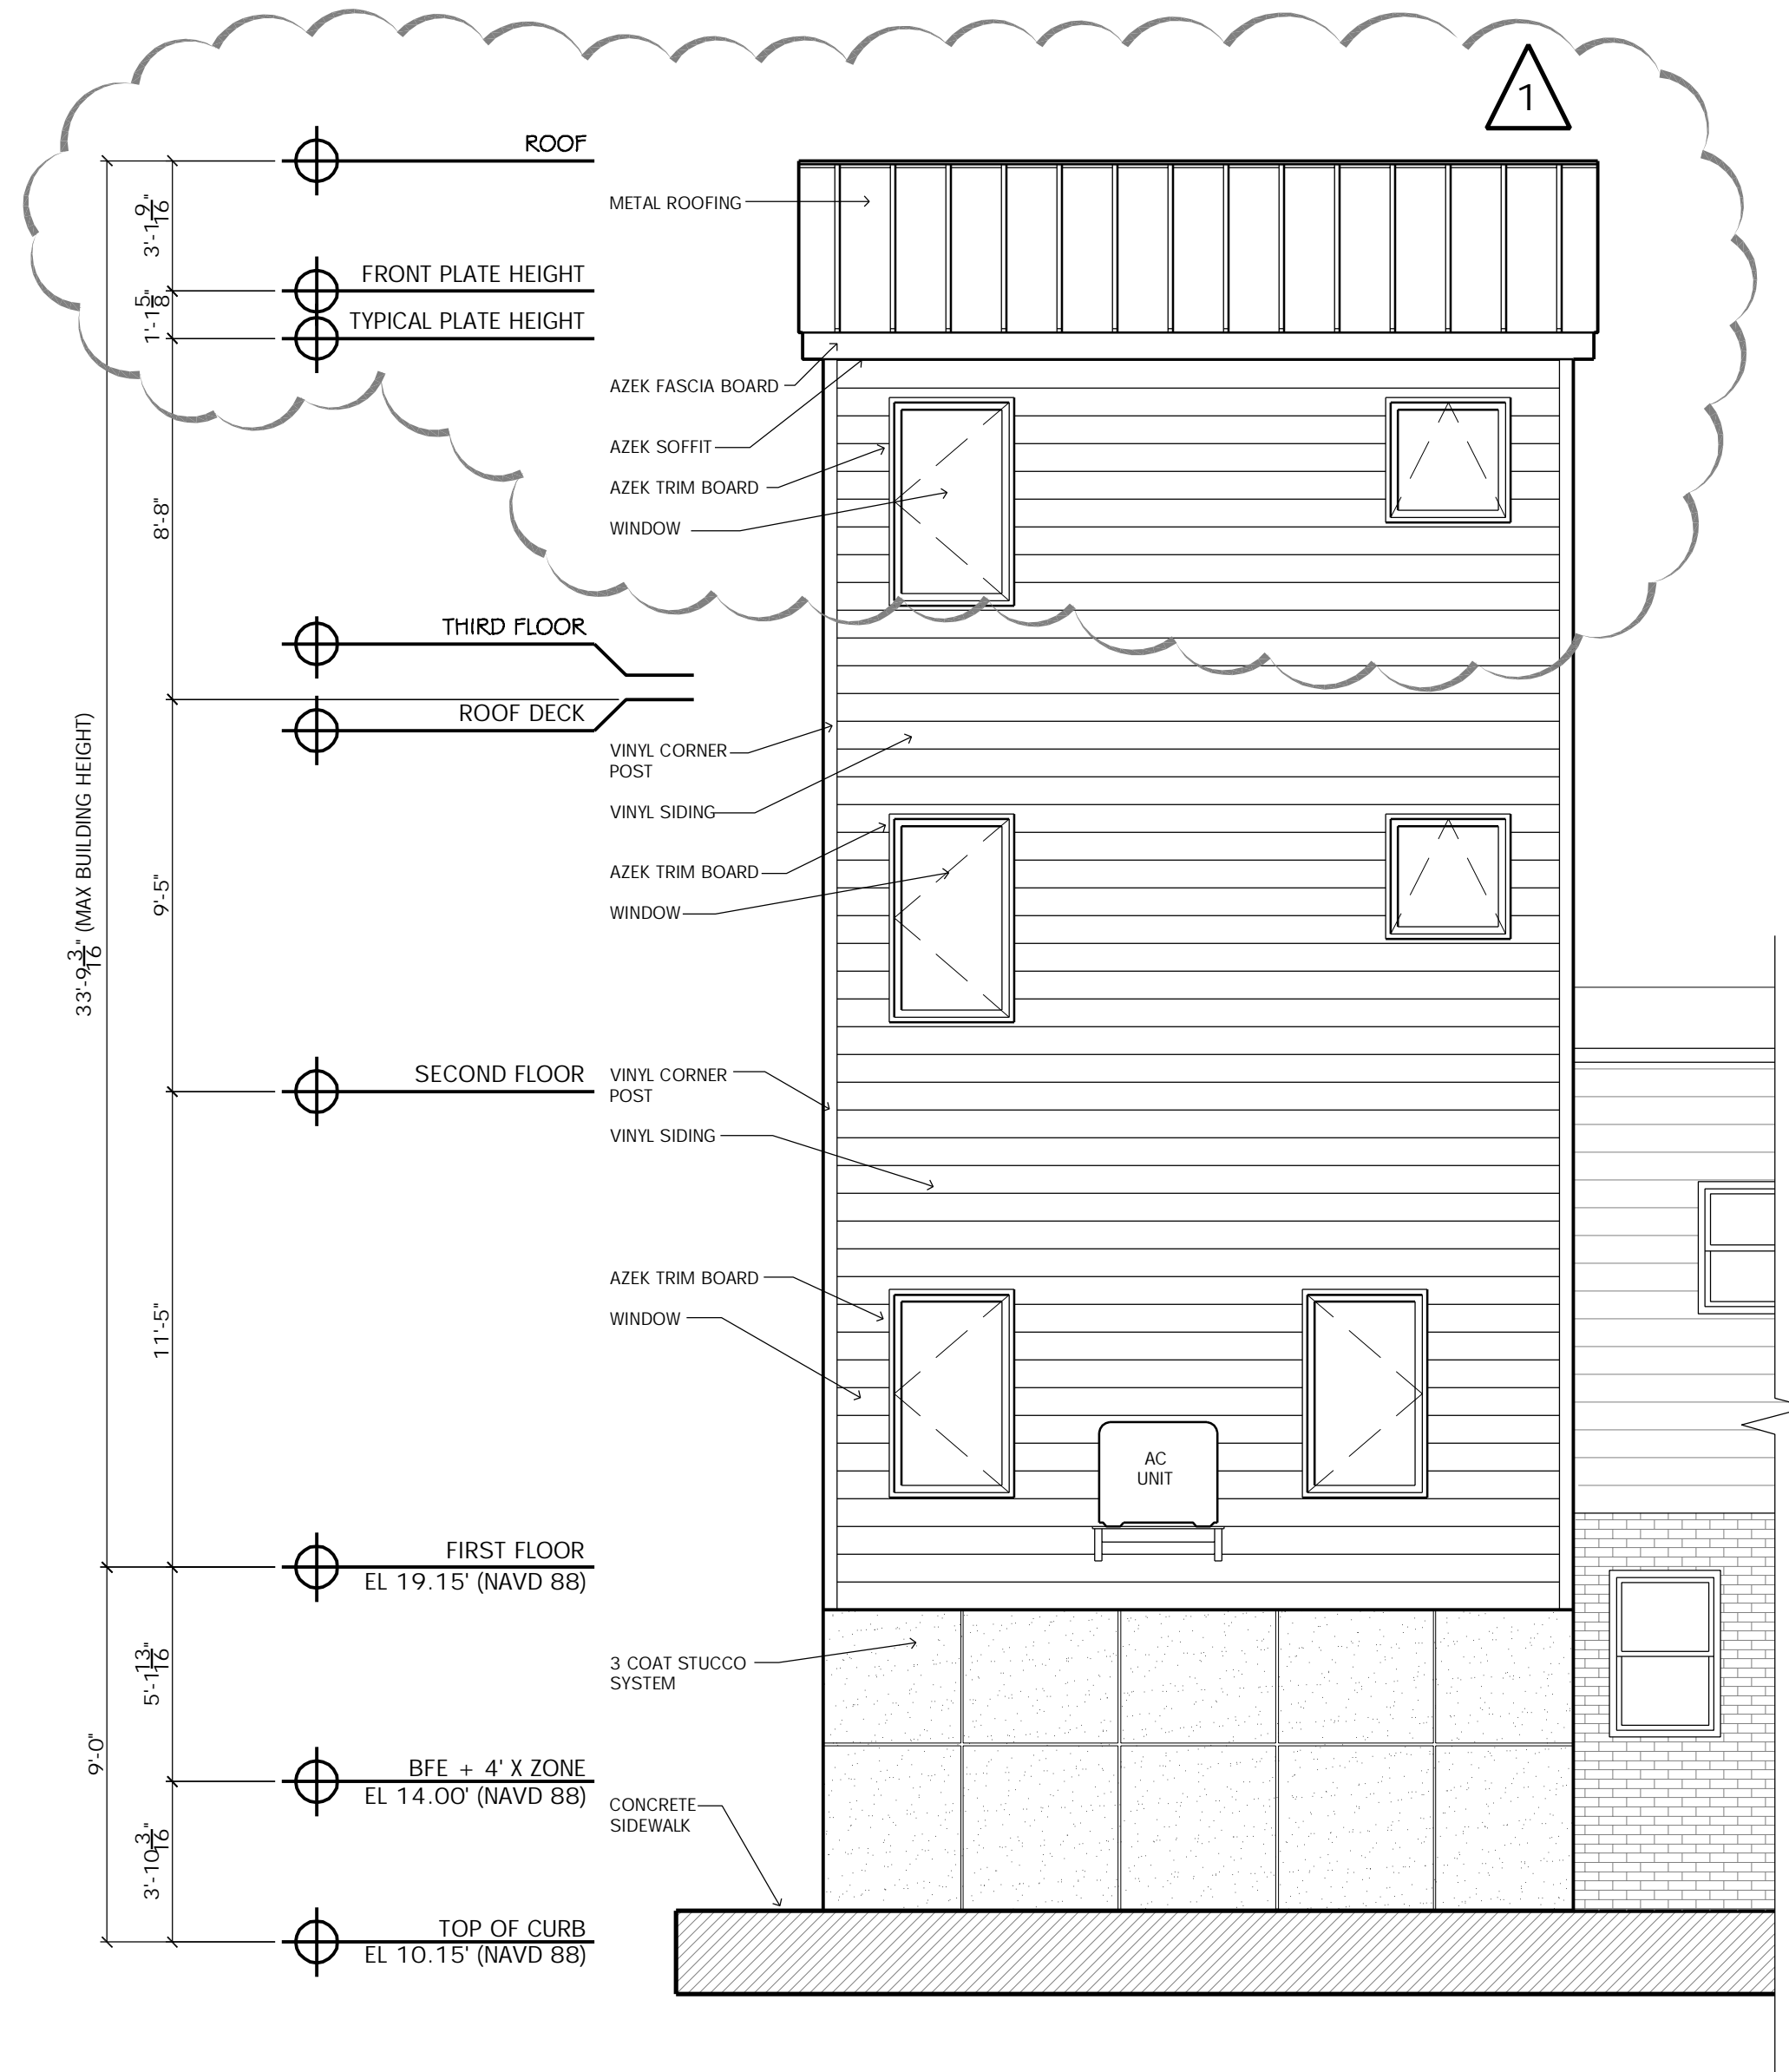 1
ROOF
METAL ROOFING
3'-1 9/16"
FRONT PLATE HEIGHT
1'-1 5/8"
TYPICAL PLATE HEIGHT
AZEK FASCIA BOARD
AZEK SOFFIT
AZEK TRIM BOARD
WINDOW
8'-8"
THIRD FLOOR
ROOF DECK
VINYL CORNER
POST
VINYL SIDING
33'-9 3/16" (MAX BUILDING HEIGHT)
9'-5"
AZEK TRIM BOARD
WINDOW
SECOND FLOOR
VINYL CORNER
POST
VINYL SIDING
11'-5"
AZEK TRIM BOARD
WINDOW
AC
UNIT
FIRST FLOOR
EL 19.15' (NAVD 88)
5'-1 13/16"
3 COAT STUCCO
SYSTEM
9'-0"
BFE + 4' X ZONE
EL 14.00' (NAVD 88)
CONCRETE
SIDEWALK
3'-10 3/16"
TOP OF CURB
EL 10.15' (NAVD 88)